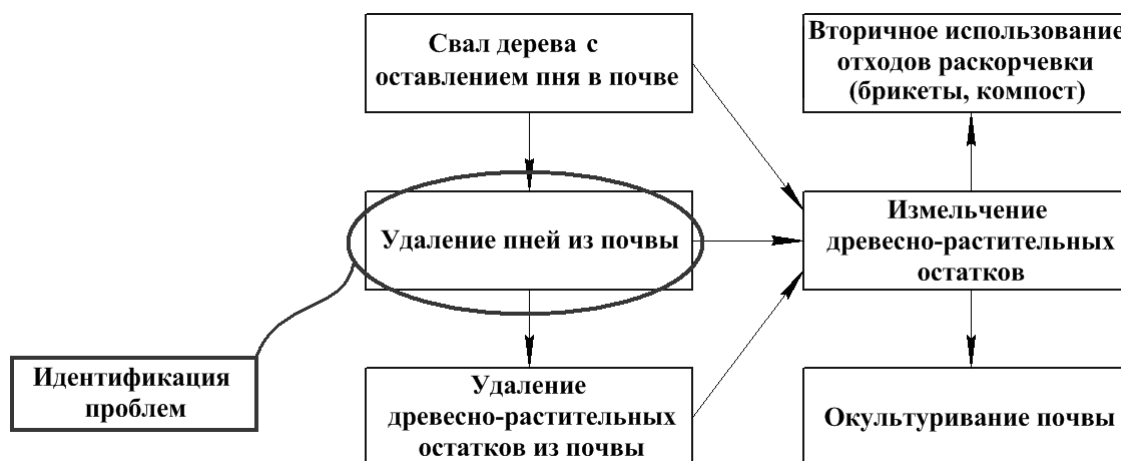 Свал дерева с
оставлением пня в почве
Вторичное использование
отходов раскорчевки
(брикеты, компост)
Удаление пней из почвы
Измельчение
древесно-растительных
остатков
Идентификация
проблем
Удаление
древесно-растительных
остатков из почвы
Окультуривание почвы